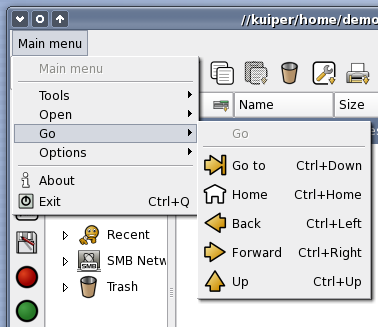 //kuiper/home/demo
Main menu
Main menu
Tools
Open
Go
Options
About
Exit Ctrl+Q
Name Size
Go
Go to Ctrl+Down
Home Ctrl+Home
Back Ctrl+Left
Forward Ctrl+Right
Up Ctrl+Up
Recent
SMB Netw
SMB
Trash